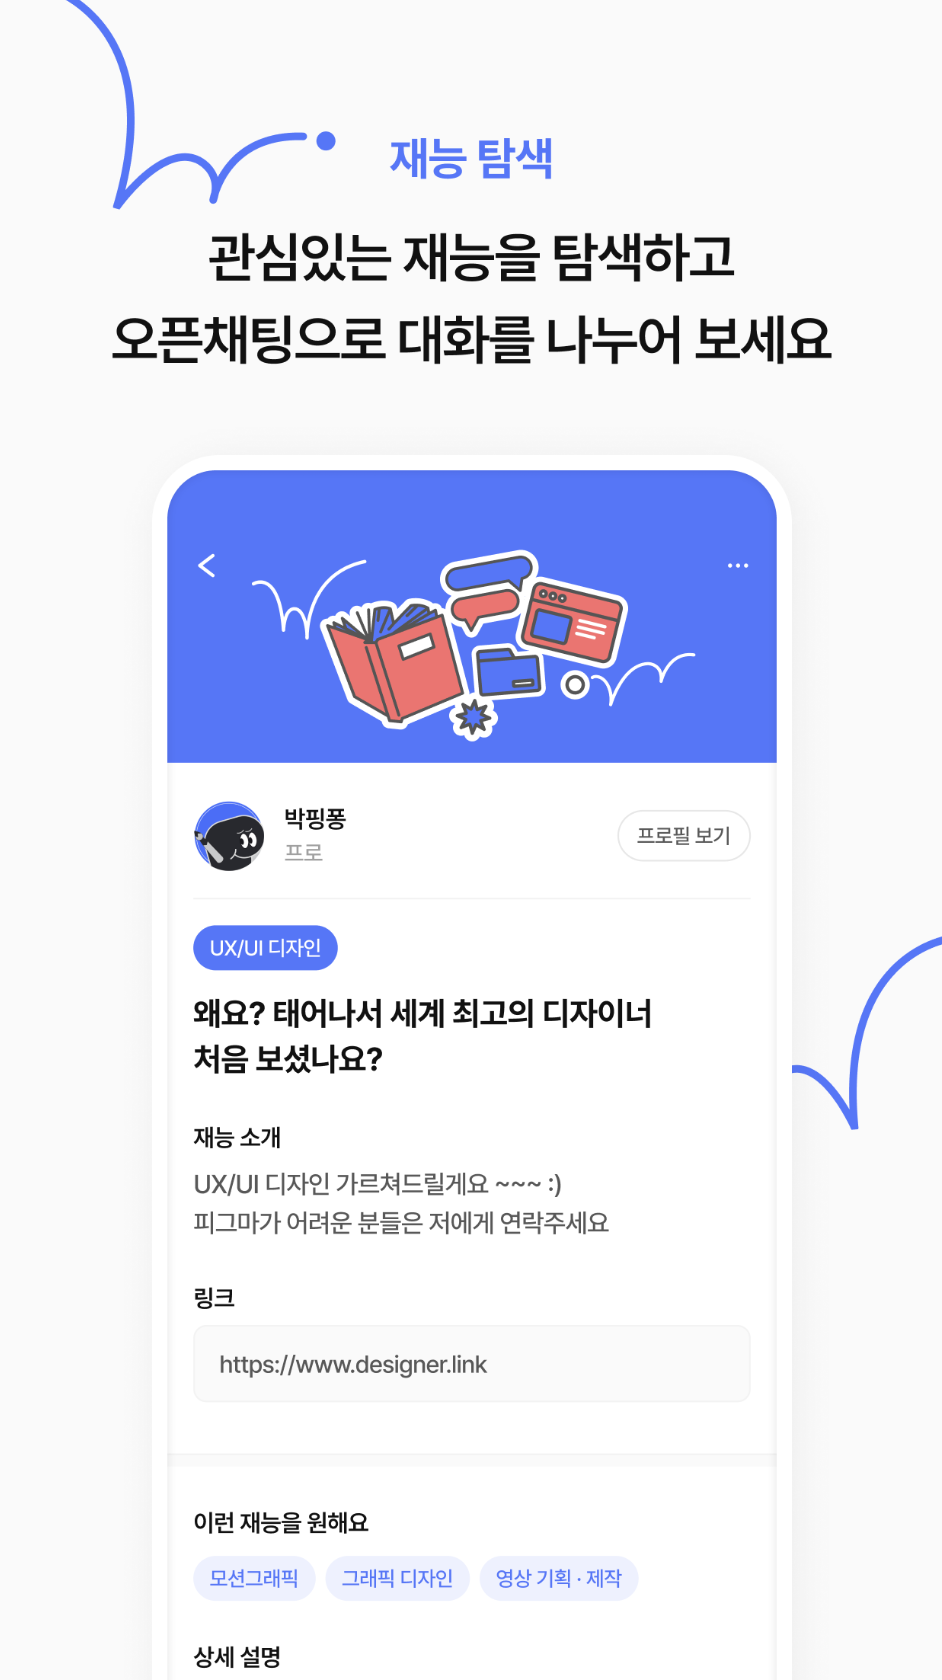 재능 탐색
관심있는 재능을 탐색하고
오픈채팅으로 대화를 나누어 보세요
박핑퐁
프로
프로필 보기
UX/UI 디자인
왜요? 태어나서 세계 최고의 디자이너
처음 보셨나요?
재능 소개
UX/UI 디자인 가르쳐드릴게요 ~~~ :)
피그마가 어려운 분들은 저에게 연락주세요
링크
https://www.designer.link
이런 재능을 원해요
모션그래픽 그래픽 디자인 영상 기획 · 제작
상세 설명